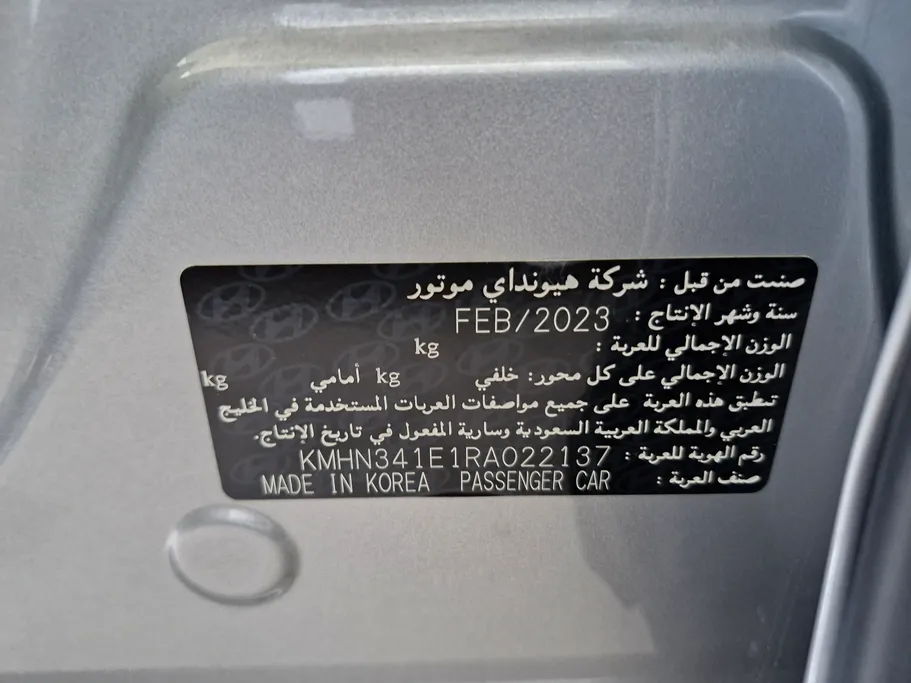 صنعت من قبل : شركة هيونداي موتور
سنة وشهر الإنتاج : FEB/2023
الوزن الإجمالي للعربة : kg
الوزن الإجمالي على كل محور: خلفي kg أمامي kg
تنطبق هذه العربة على جميع مواصفات العربات المستخدمة في الخليج
العربي والمملكة العربية السعودية وسارية المفعول في تاريخ الإنتاج.
رقم الهوية للعربة : KMHN341E1RA022137
صنف العربة : MADE IN KOREA PASSENGER CAR